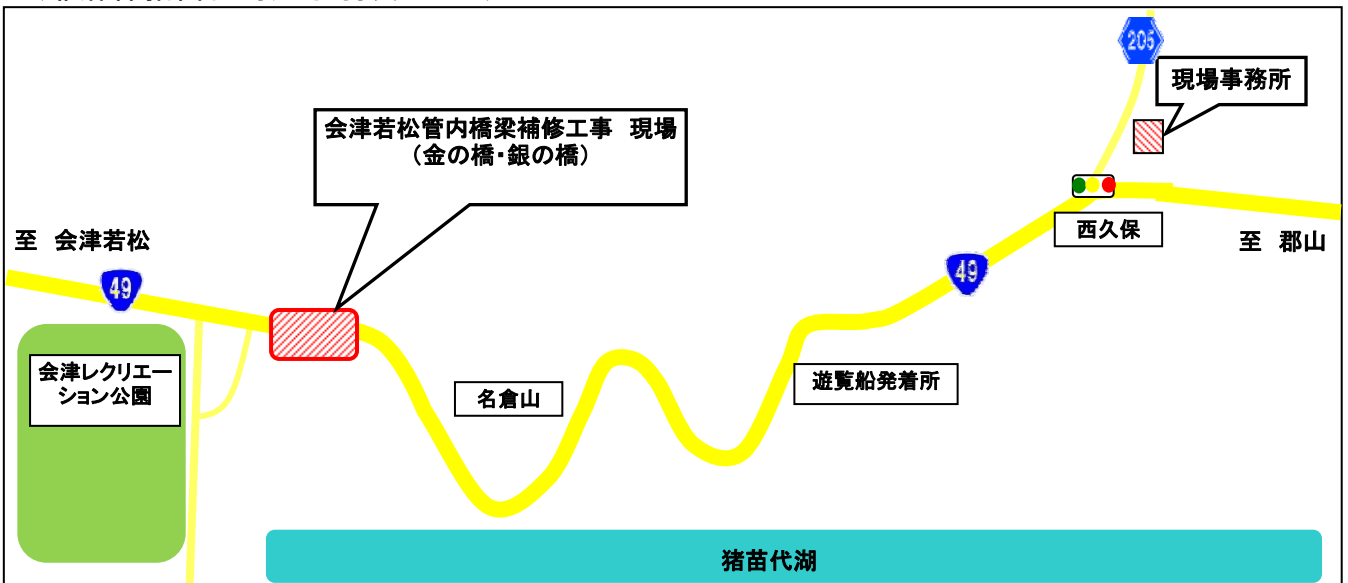 205
現場事務所
会津若松管内橋梁補修工事 現場
（金の橋・銀の橋）
西久保
至 会津若松
至 郡山
49
49
会津レクリエー
ション公園
名倉山
遊覧船発着所
猪苗代湖